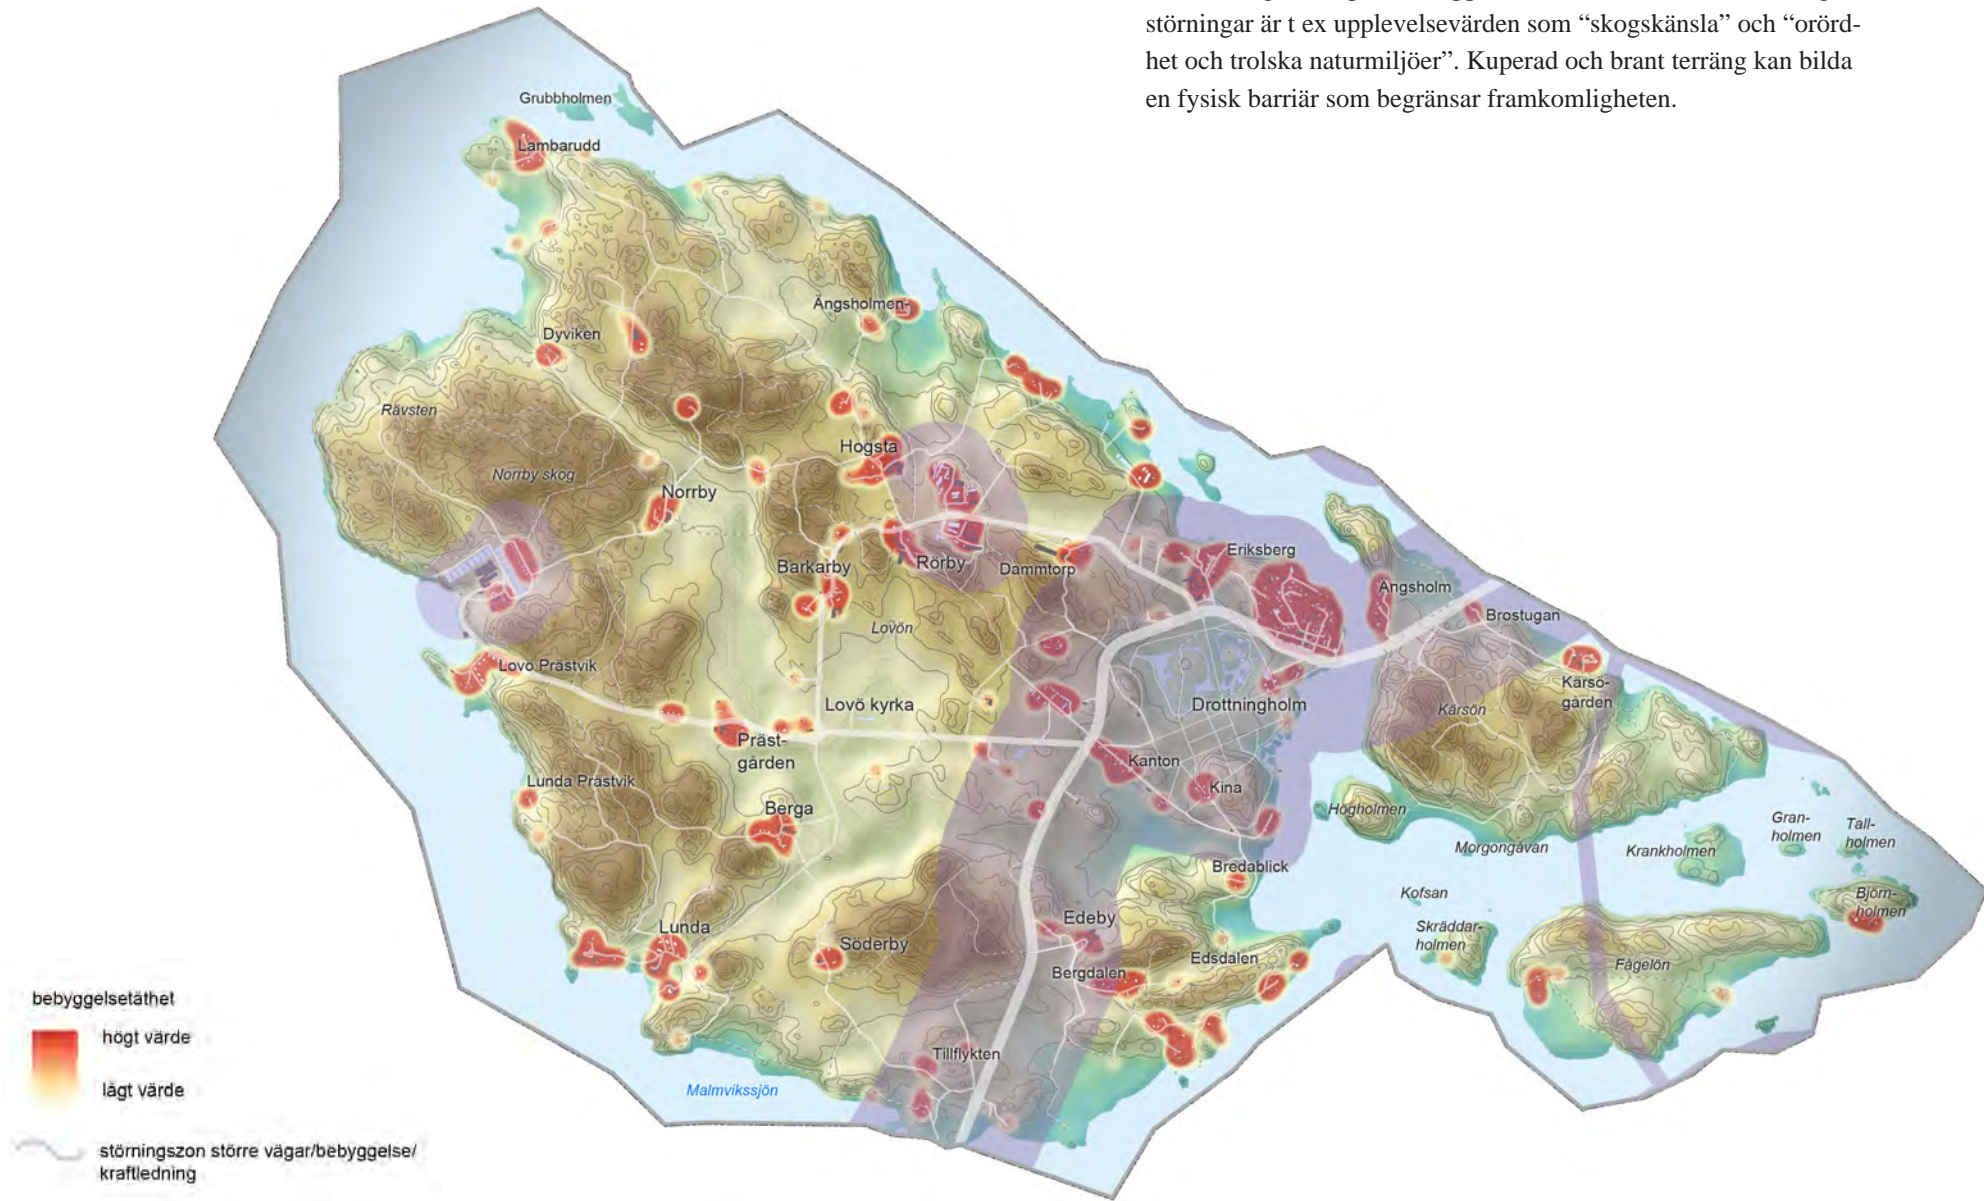 störningar är t ex upplevelsevärden som “skogskänsla” och “orörd-
het och trolska naturmiljöer”. Kuperad och brant terräng kan bilda
en fysisk barriär som begränsar framkomligheten.
Grubbholmen
Lambarudd
Ängsholmen
Dyviken
Rävsten
Hogsta
Norrby skog
Norrby
Eriksberg
Barkarby
Rörby
Dammtorp
Ängsholm
Brostugan
Lovön
Lovö Prästvik
Kärsö-
gården
Lovö kyrka
Drottningholm
Kärsön
Präst-
gården
Kanton
Lunda Prästvik
Kina
Berga
Högholmen
Gran-
holmen
Tall-
holmen
Morgongåvan
Krankholmen
Bredablick
Kofsan
Björn-
holmen
Edeby
Lunda
Skräddar-
holmen
Söderby
Edsdalen
Fågelön
Bergdalen
Tillflykten
Malmvikssjön
bebyggelsetäthet
högt värde
lågt värde
störningszon större vägar/bebyggelse/
kraftledning